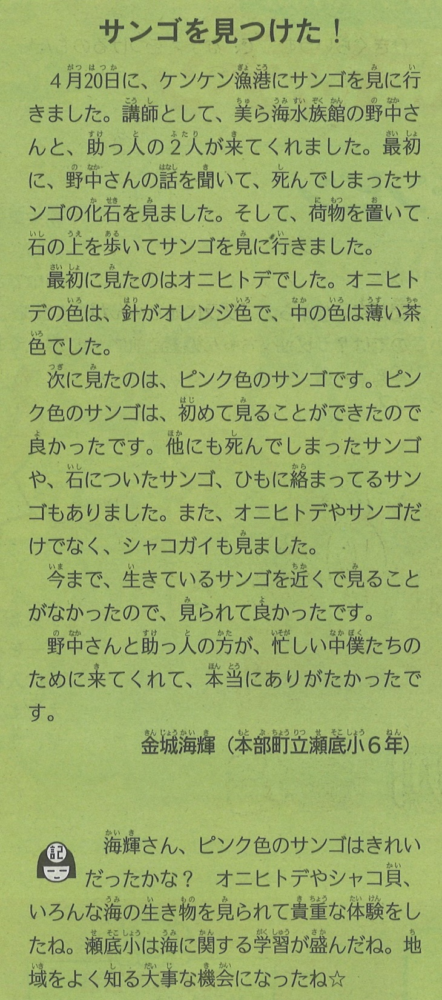 サンゴを見つけた！
４月20日に、ケンケン漁港にサンゴを見に行
きました。講師として、美ら海水族館の野中さ
んと、助っ人の２人が来てくれました。最初
に、野中さんの話を聞いて、死んでしまったサ
ンゴの化石を見ました。そして、荷物を置いて
石の上を歩いてサンゴを見に行きました。
最初に見たのはオニヒトデでした。オニヒト
デの色は、針がオレンジ色で、中の色は薄い茶
色でした。
次に見たのは、ピンク色のサンゴです。ピン
ク色のサンゴは、初めて見ることができたので
良かったです。他にも死んでしまったサンゴ
や、石についたサンゴ、ひもに絡まってるサン
ゴもありました。また、オニヒトデやサンゴだ
けでなく、シャコガイも見ました。
今まで、生きているサンゴを近くで見ること
がなかったので、見られて良かったです。
野中さんと助っ人の方が、忙しい中僕たちの
ために来てくれて、本当にありがたかったで
す。
金城海輝（本部町立瀬底小６年）
記
海輝さん、ピンク色のサンゴはきれい
だったかな？　オニヒトデやシャコ貝、
いろんな海の生き物を見られて貴重な体験をし
たね。瀬底小は海に関する学習が盛んだね。地
域をよく知る大事な機会になったね☆